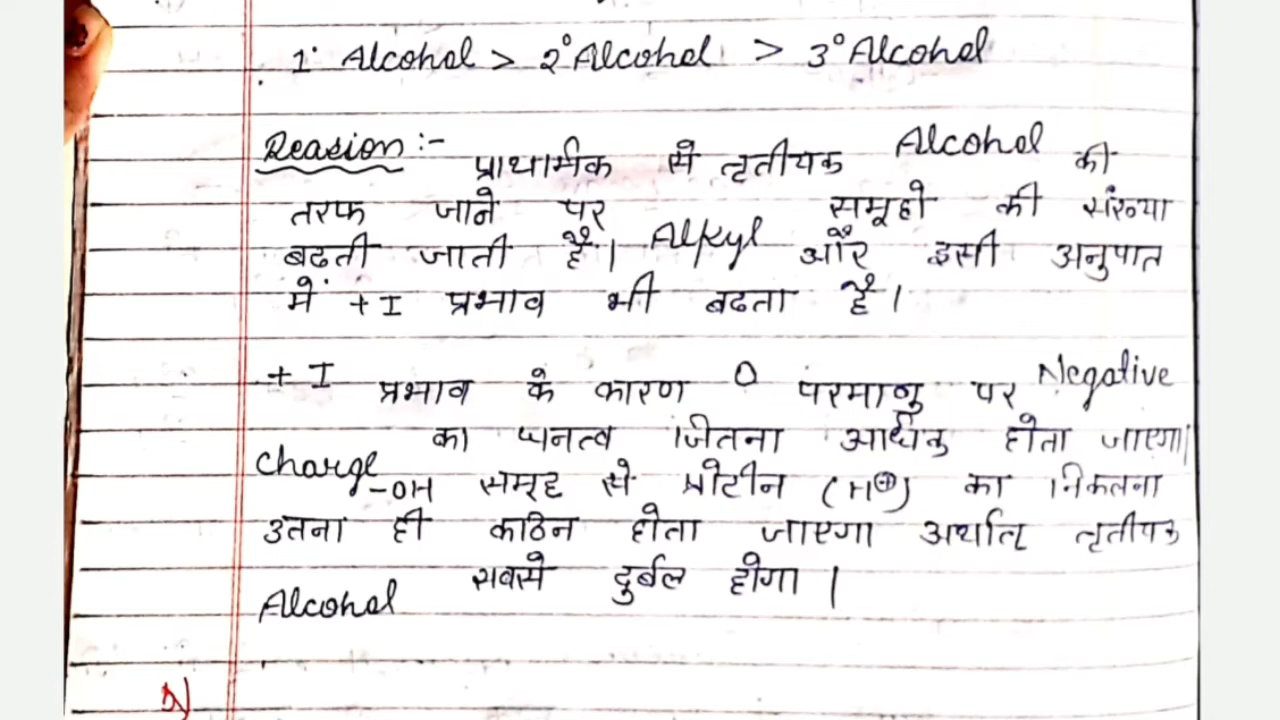 1° Alcohol > 2° Alcohol > 3° Alcohol
Reasion :- प्राथमिक से तृतीयक Alcohol की
तरफ जाने पर समूहो की संख्या
बढती जाती है। Alkyl और इसी अनुपात
में +I प्रभाव भी बढता है।
+ I प्रभाव के कारण O परमाणु पर Negative
का घनत्व जितना अधिक होता जाएगा।
Charge -OH समूह से प्रोटीन (H⊕) का निकलना
उतना ही कठिन होता जाएगा अर्थात तृतीयक
Alcohol सबसे दुर्बल होगा।